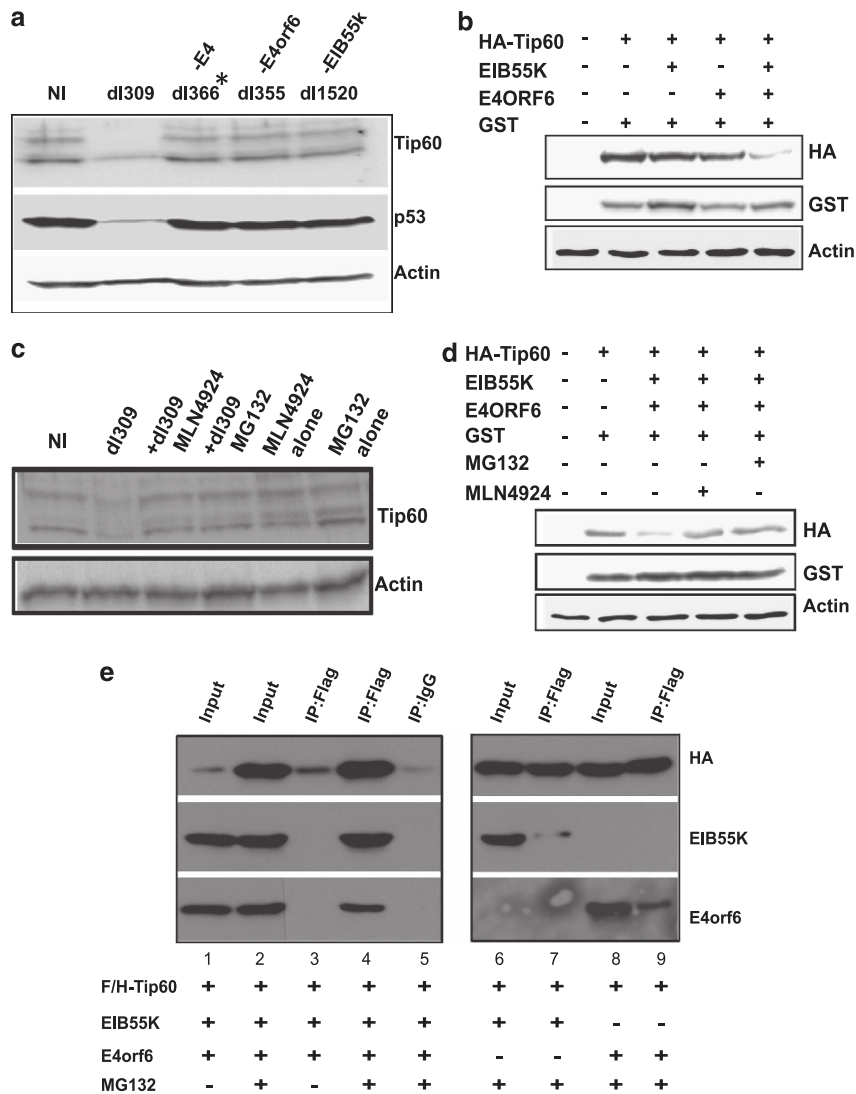 a
-E4
-E4orf6
-EIB55k
NI dl309 dl366* dl355 dl1520
Tip60
p53
Actin
b
HA-Tip60 - + + + +
EIB55K - - + - +
E4ORF6 - - - + +
GST - + + + +
HA
GST
Actin
c
NI
dl309
+dl309 MLN4924
+dl309 MG132
MLN4924 alone
MG132 alone
Tip60
Actin
d
HA-Tip60 - + + + +
EIB55K - - + + +
E4ORF6 - - + + +
GST - + + + +
MG132 - - - - +
MLN4924 - - - + -
HA
GST
Actin
e
Input Input IP:Flag IP:Flag IP:IgG Input IP:Flag Input IP:Flag
HA
EIB55K
E4orf6
1 2 3 4 5 6 7 8 9
F/H-Tip60 + + + + + + + + +
EIB55K + + + + + + + - -
E4orf6 + + + + + - - + +
MG132 - + - + + + + + +